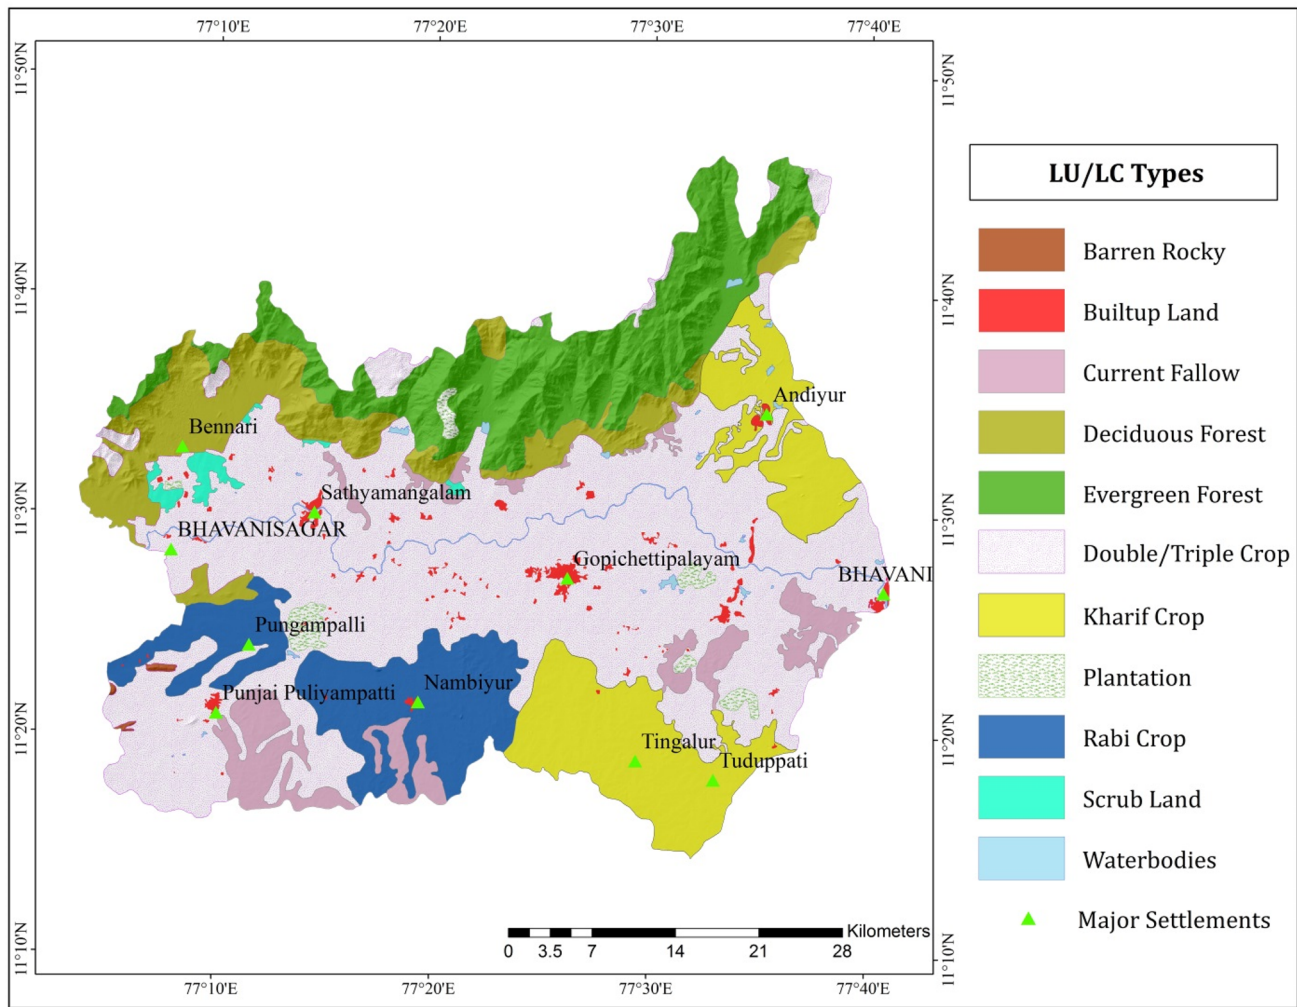 77°10'E 77°20'E 77°30'E 77°40'E
11°50'N
11°50'N
LU/LC Types
Barren Rocky
11°40'N
11°40'N
Builtup Land
Current Fallow
Andiyur
Bennari
Deciduous Forest
Sathyamangalam
Evergreen Forest
11°30'N
11°30'N
BHAVANISAGAR
Gopichettipalayam
Double/Triple Crop
BHAVANI
Kharif Crop
Pungampalli
Plantation
Punjai Puliyampatti
Nambiyur
11°20'N
11°20'N
Tingalur
Rabi Crop
Tuduppati
Scrub Land
Waterbodies
Major Settlements
Kilometers
0 3.5 7 14 21 28
11°10'N
11°10'N
77°10'E 77°20'E 77°30'E 77°40'E